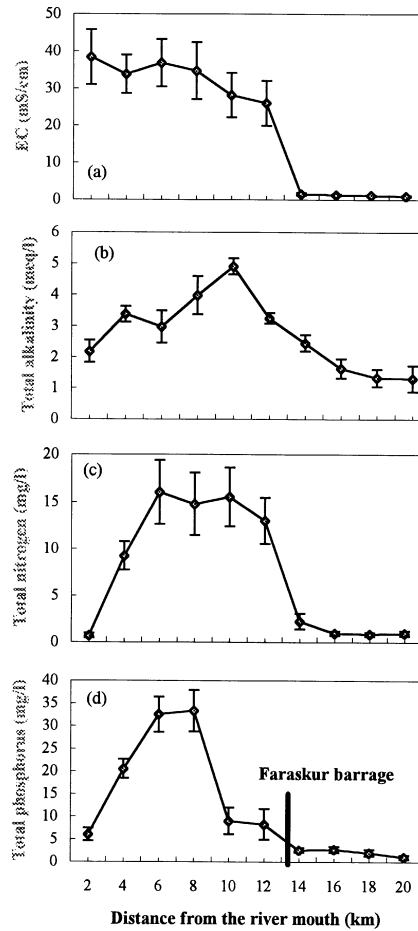 50
40
30
20
10
0
EC (mS/cm)
(a)
6
5
4
3
2
1
0
Total alkalinity (meq/l)
(b)
20
15
10
5
0
Total nitrogen (mg/l)
(c)
40
35
30
25
20
15
10
5
0
Total phosphorus (mg/l)
(d)
Faraskur barrage
2 4 6 8 10 12 14 16 18 20
Distance from the river mouth (km)